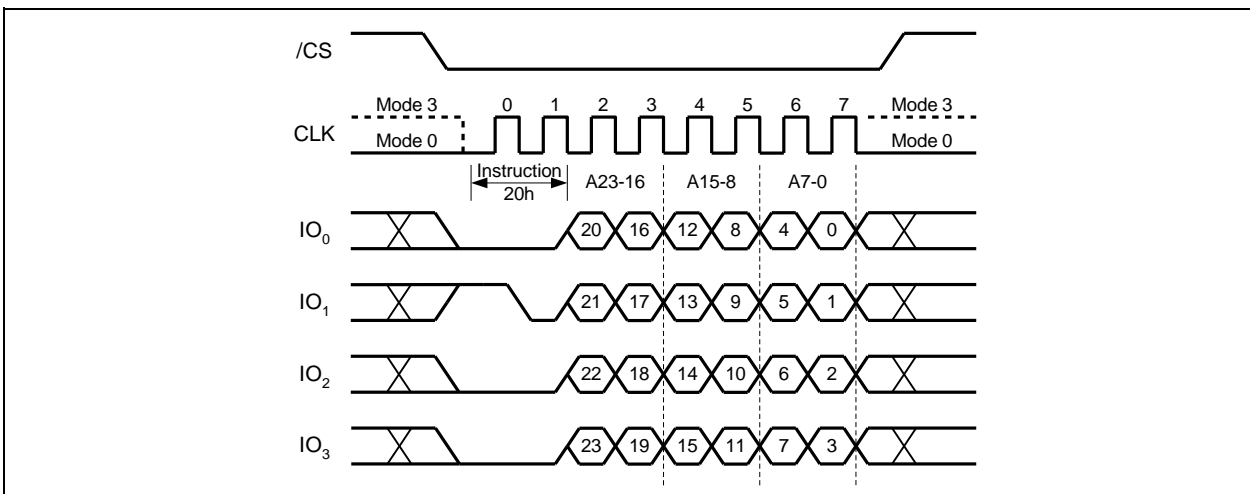 /CS
Mode 3 0 1 2 3 4 5 6 7 Mode 3
CLK
Mode 0 Mode 0
Instruction
20h
A23-16 A15-8 A7-0
IO0 20 16 12 8 4 0
IO1 21 17 13 9 5 1
IO2 22 18 14 10 6 2
IO3 23 19 15 11 7 3